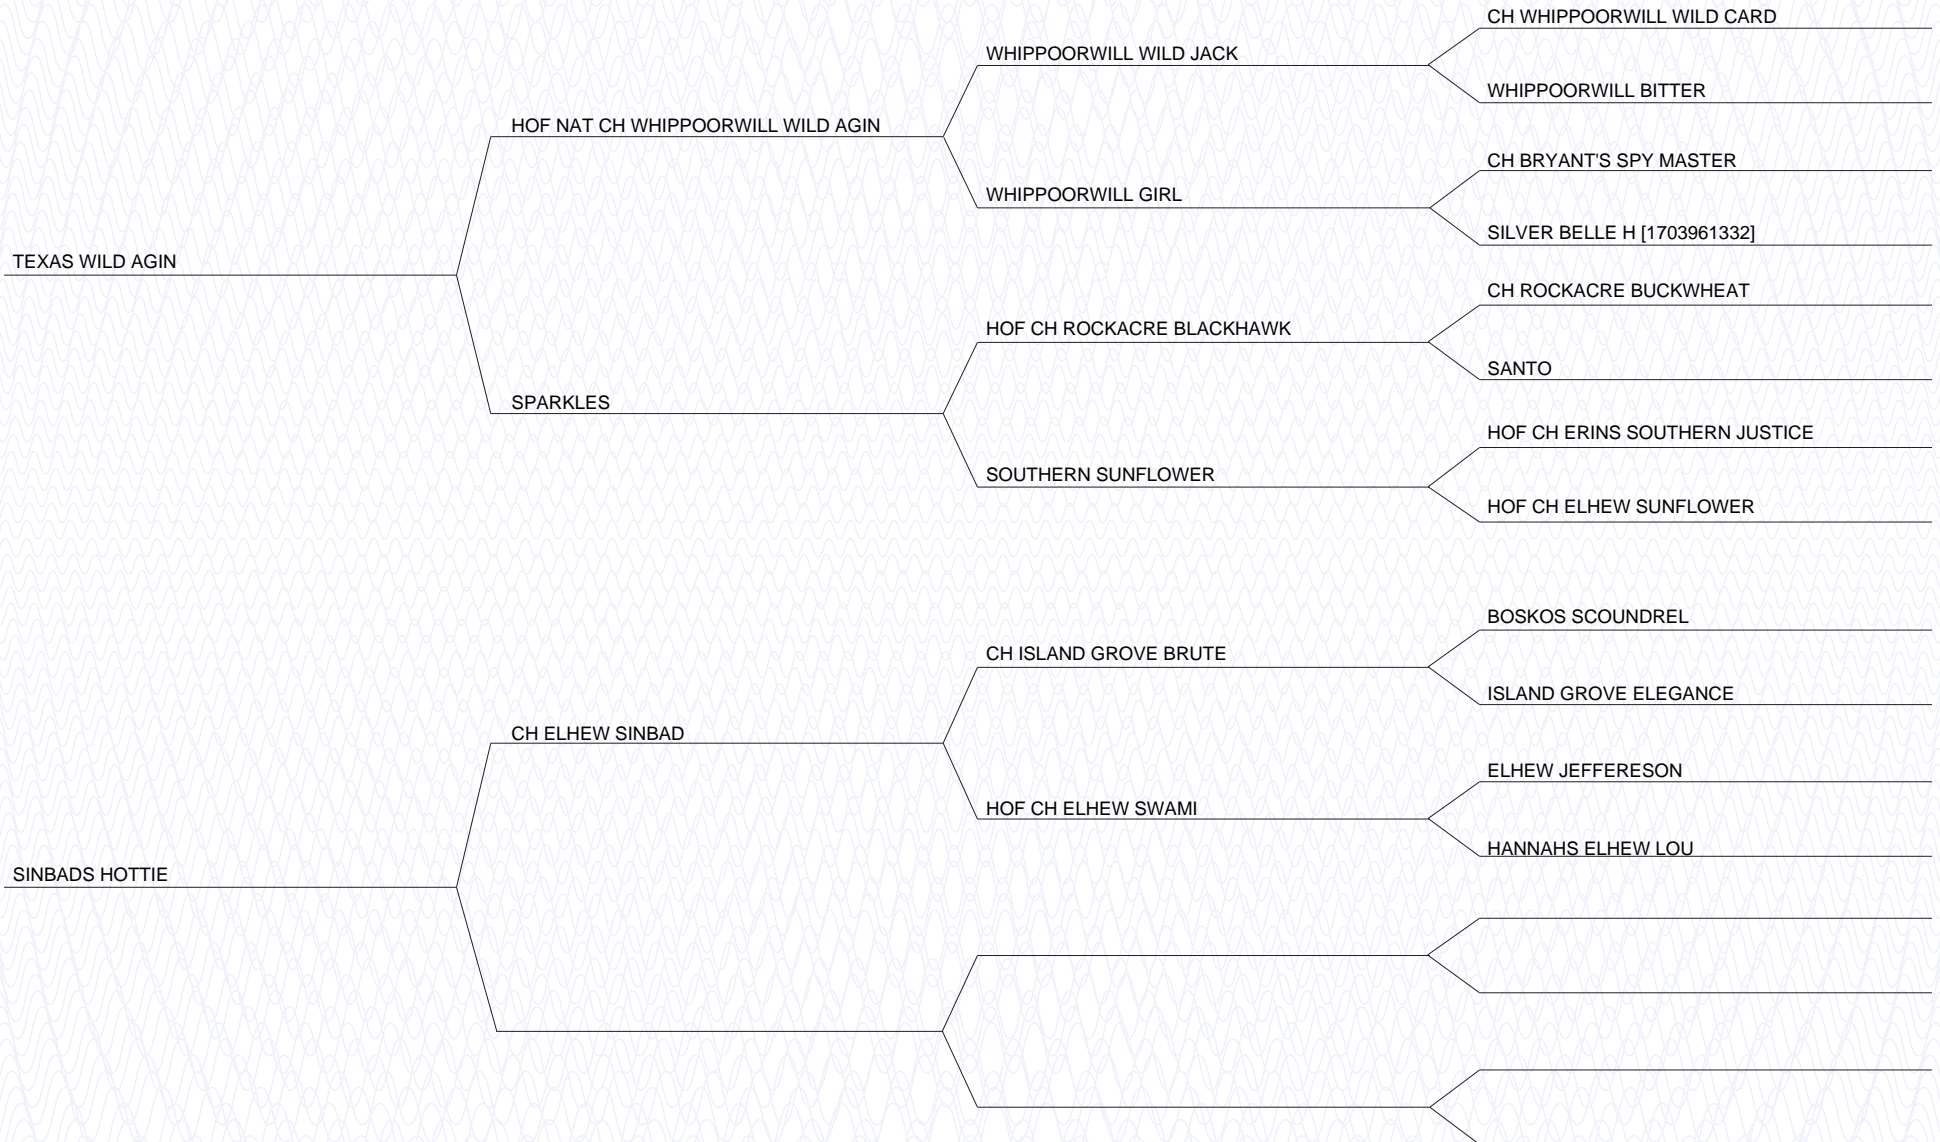 CH WHIPPOORWILL WILD CARD
WHIPPOORWILL WILD JACK
WHIPPOORWILL BITTER
HOF NAT CH WHIPPOORWILL WILD AGIN
CH BRYANT'S SPY MASTER
WHIPPOORWILL GIRL
SILVER BELLE H [1703961332]
TEXAS WILD AGIN
CH ROCKACRE BUCKWHEAT
HOF CH ROCKACRE BLACKHAWK
SANTO
SPARKLES
HOF CH ERINS SOUTHERN JUSTICE
SOUTHERN SUNFLOWER
HOF CH ELHEW SUNFLOWER
BOSKOS SCOUNDREL
CH ISLAND GROVE BRUTE
ISLAND GROVE ELEGANCE
CH ELHEW SINBAD
ELHEW JEFFERESON
HOF CH ELHEW SWAMI
HANNAHS ELHEW LOU
SINBADS HOTTIE